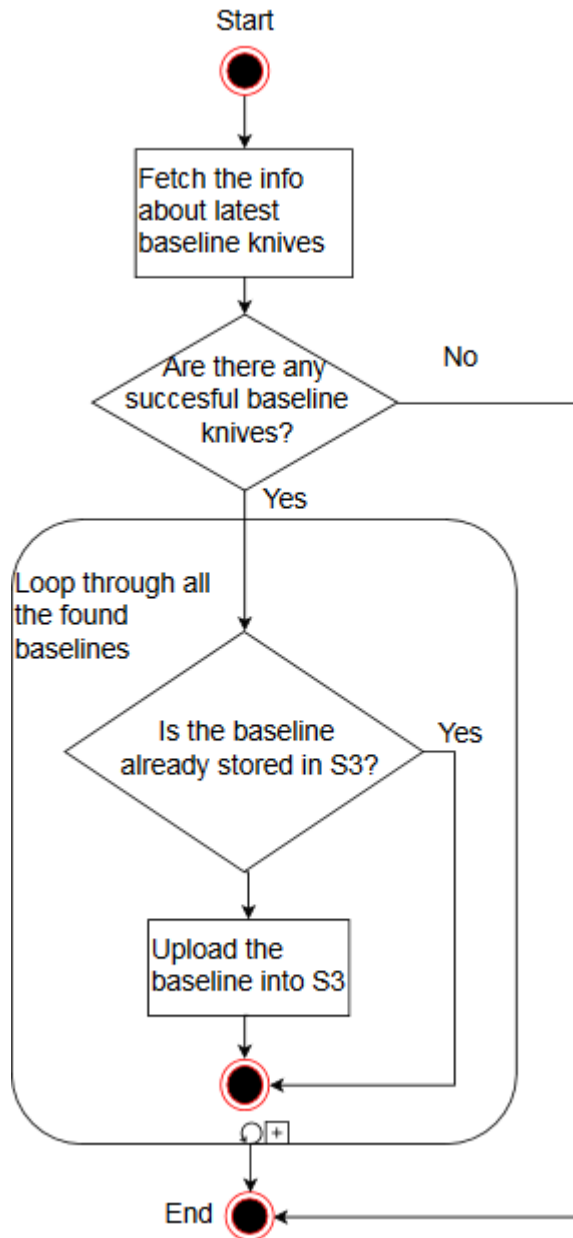 Start
Fetch the info
about latest
baseline knives
Are there any
succesful baseline
knives?
No
Yes
Loop through all
the found
baselines
Is the baseline
already stored in S3?
Yes
Upload the
baseline into S3
End